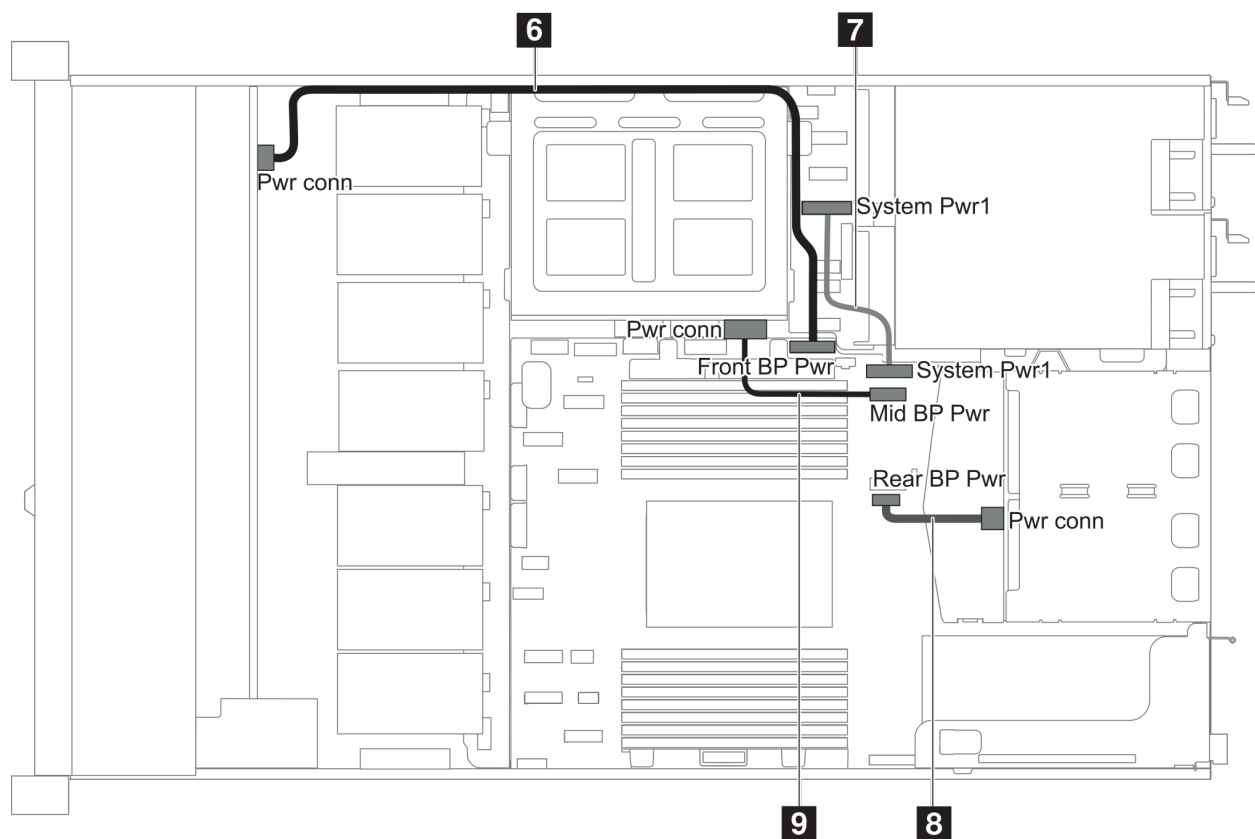 6
7
Pwr conn
System Pwr1
Pwr conn
Front BP Pwr
System Pwr1
Mid BP Pwr
Rear BP Pwr
Pwr conn
9
8